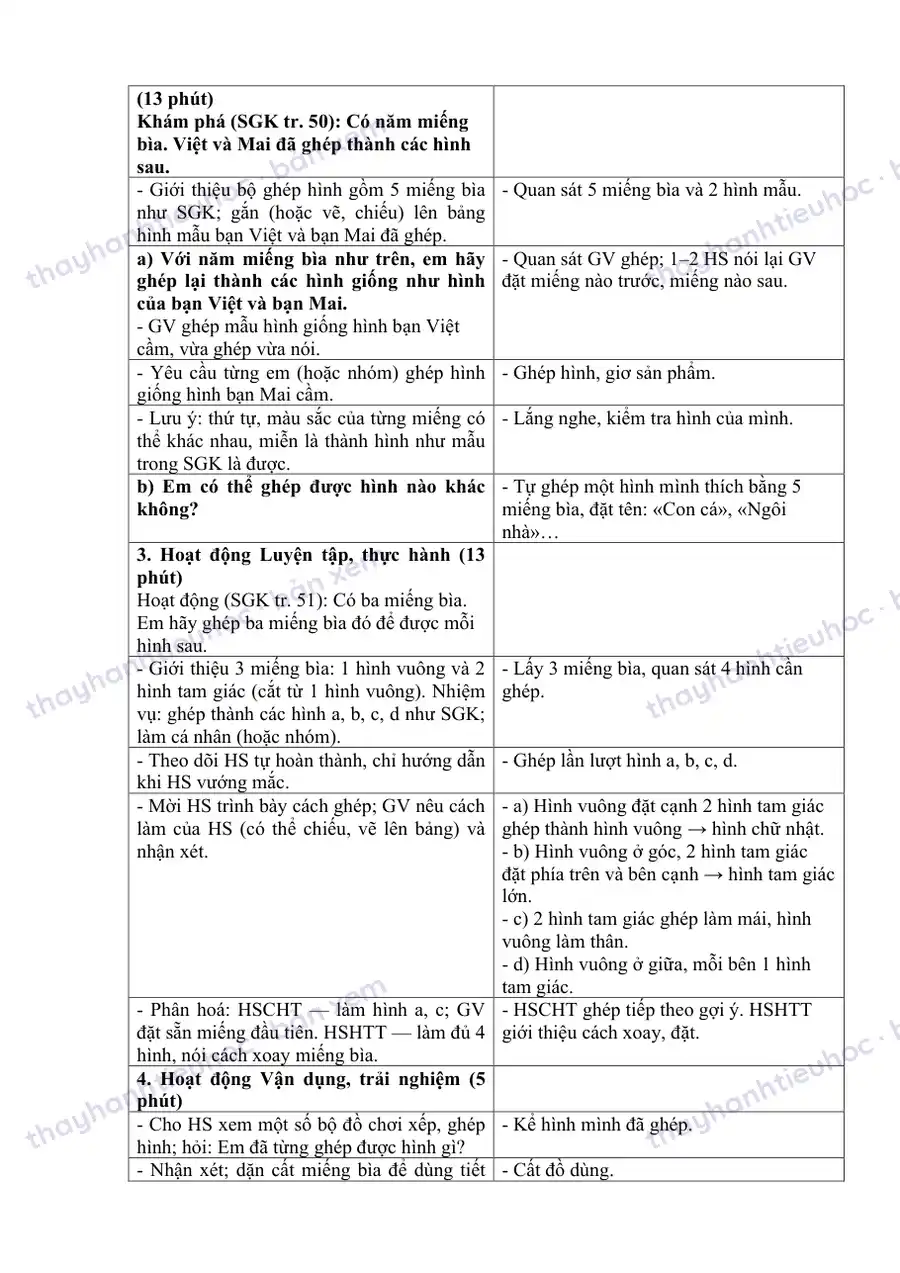 (13 phút)
Khám phá (SGK tr. 50): Có năm miếng
bìa. Việt và Mai đã ghép thành các hình
sau.
- Giới thiệu bộ ghép hình gồm 5 miếng bìa
như SGK; gắn (hoặc vẽ, chiếu) lên bảng
hình mẫu bạn Việt và bạn Mai đã ghép.
- Quan sát 5 miếng bìa và 2 hình mẫu.
a) Với năm miếng bìa như trên, em hãy
ghép lại thành các hình giống như hình
của bạn Việt và bạn Mai.
- GV ghép mẫu hình giống hình bạn Việt
cầm, vừa ghép vừa nói.
- Quan sát GV ghép; 1–2 HS nói lại GV
đặt miếng nào trước, miếng nào sau.
- Yêu cầu từng em (hoặc nhóm) ghép hình
giống hình bạn Mai cầm.
- Ghép hình, giơ sản phẩm.
- Lưu ý: thứ tự, màu sắc của từng miếng có
thể khác nhau, miễn là thành hình như mẫu
trong SGK là được.
- Lắng nghe, kiểm tra hình của mình.
b) Em có thể ghép được hình nào khác
không?
- Tự ghép một hình mình thích bằng 5
miếng bìa, đặt tên: «Con cá», «Ngôi
nhà»…
3. Hoạt động Luyện tập, thực hành (13
phút)
Hoạt động (SGK tr. 51): Có ba miếng bìa.
Em hãy ghép ba miếng bìa đó để được mỗi
hình sau.
- Giới thiệu 3 miếng bìa: 1 hình vuông và 2
hình tam giác (cắt từ 1 hình vuông). Nhiệm
vụ: ghép thành các hình a, b, c, d như SGK;
làm cá nhân (hoặc nhóm).
- Lấy 3 miếng bìa, quan sát 4 hình cần
ghép.
- Theo dõi HS tự hoàn thành, chỉ hướng dẫn
khi HS vướng mắc.
- Ghép lần lượt hình a, b, c, d.
- Mời HS trình bày cách ghép; GV nêu cách
làm của HS (có thể chiếu, vẽ lên bảng) và
nhận xét.
- a) Hình vuông đặt cạnh 2 hình tam giác
ghép thành hình vuông → hình chữ nhật.
- b) Hình vuông ở góc, 2 hình tam giác
đặt phía trên và bên cạnh → hình tam giác
lớn.
- c) 2 hình tam giác ghép làm mái, hình
vuông làm thân.
- d) Hình vuông ở giữa, mỗi bên 1 hình
tam giác.
- Phân hoá: HSCHT — làm hình a, c; GV
đặt sẵn miếng đầu tiên. HSHTT — làm đủ 4
hình, nói cách xoay miếng bìa.
- HSCHT ghép tiếp theo gợi ý. HSHTT
giới thiệu cách xoay, đặt.
4. Hoạt động Vận dụng, trải nghiệm (5
phút)
- Cho HS xem một số bộ đồ chơi xếp, ghép
hình; hỏi: Em đã từng ghép được hình gì?
- Kể hình mình đã ghép.
- Nhận xét; dặn cất miếng bìa để dùng tiết
- Cất đồ dùng.
thayhanhtieuhoc · bản xem
thayhanhtieuhoc · b
thayhanhtieuhoc · bản xem
thayhanhtieuhoc · b
thayhanhtieuhoc · bản xem
thayhanhtieuhoc · b